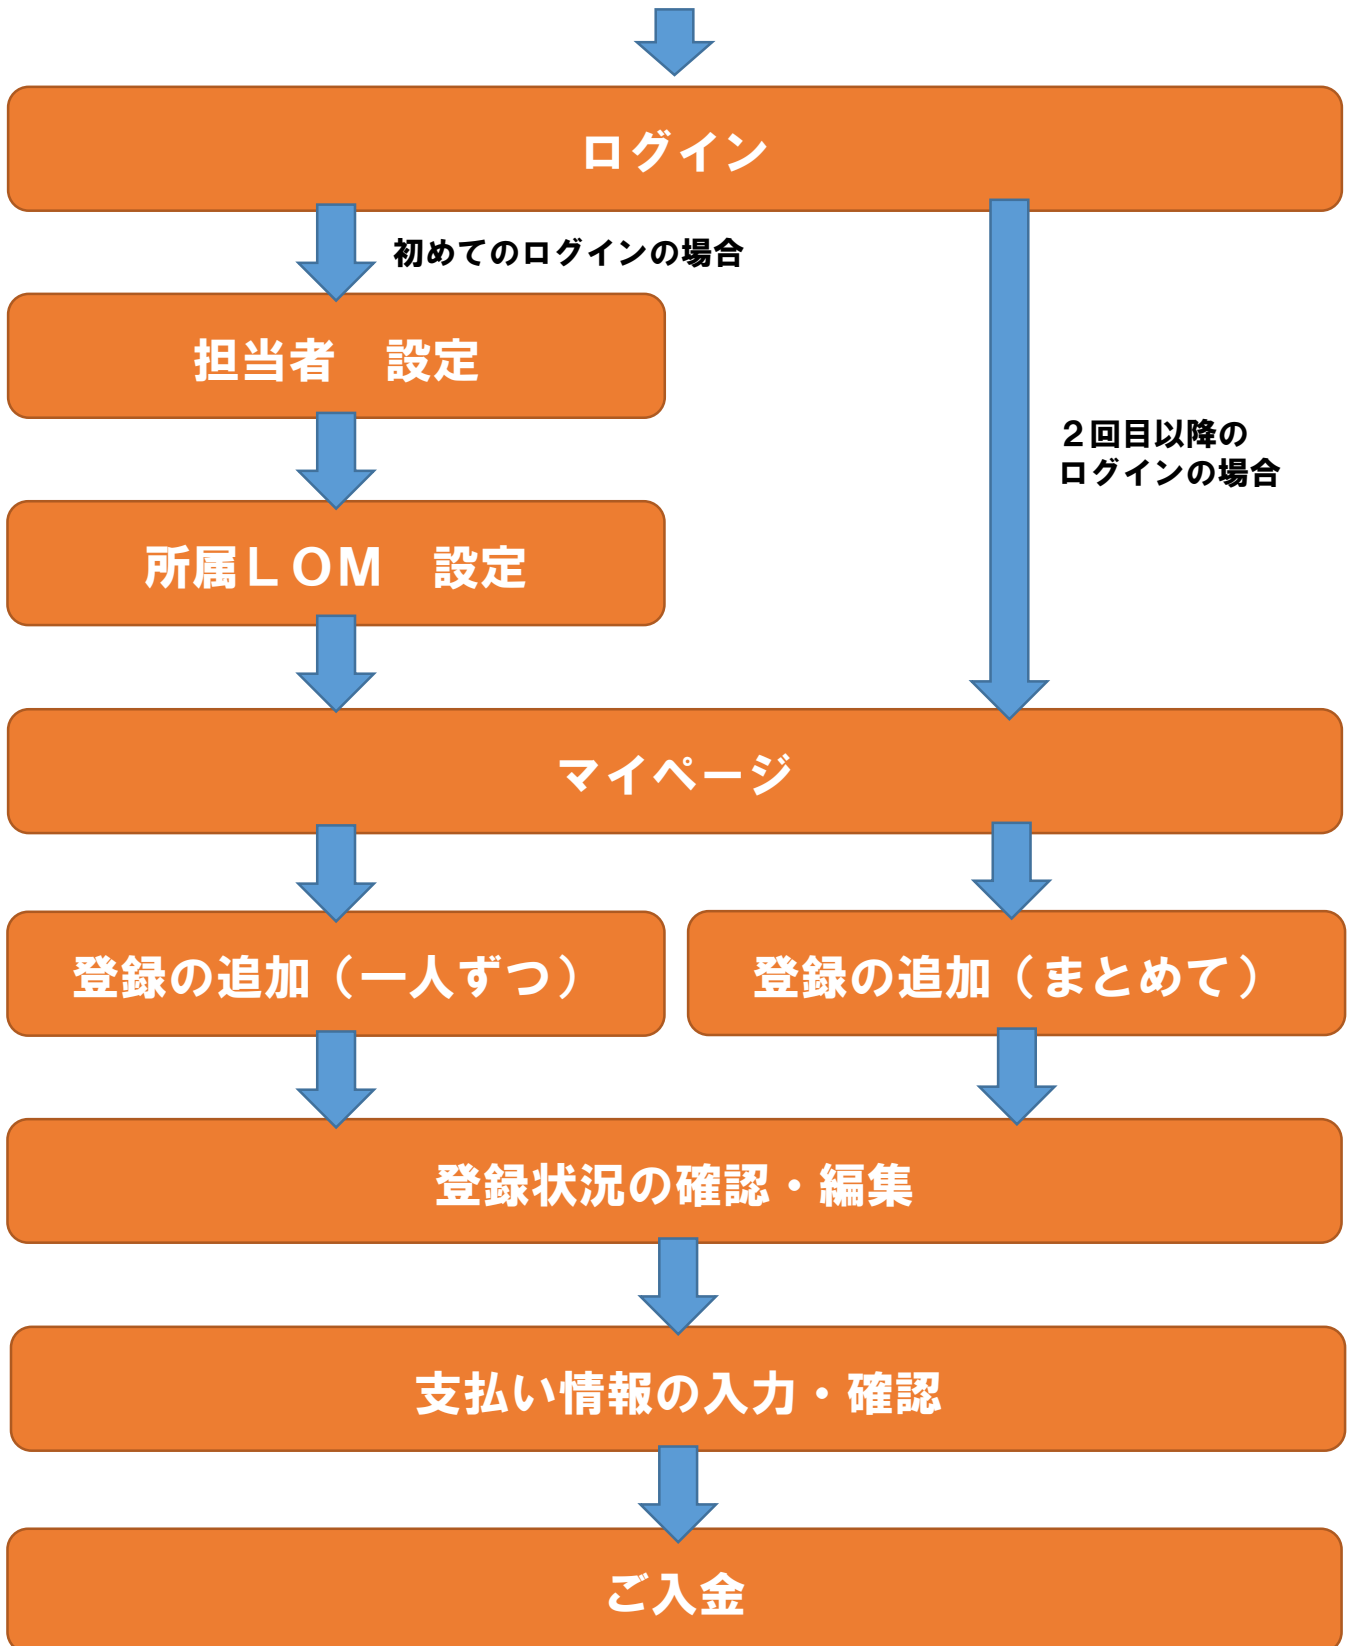 ログイン
初めてのログインの場合
担当者　設定
２回目以降の
ログインの場合
所属ＬＯＭ　設定
マイページ
登録の追加（一人ずつ）
登録の追加（まとめて）
登録状況の確認・編集
支払い情報の入力・確認
ご入金